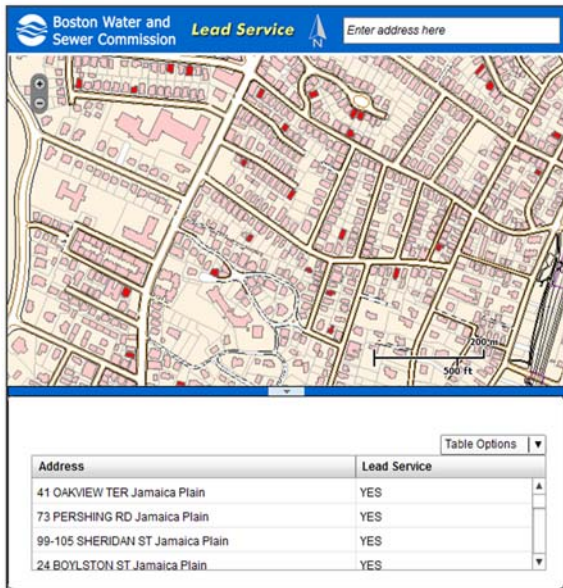 Boston Water and
Sewer Commission
Lead Service
N
Enter address here
+
-
200 m
500 ft
Table Options
Address Lead Service
41 OAKVIEW TER Jamaica Plain YES
73 PERSHING RD Jamaica Plain YES
99-105 SHERIDAN ST Jamaica Plain YES
24 BOYLSTON ST Jamaica Plain YES